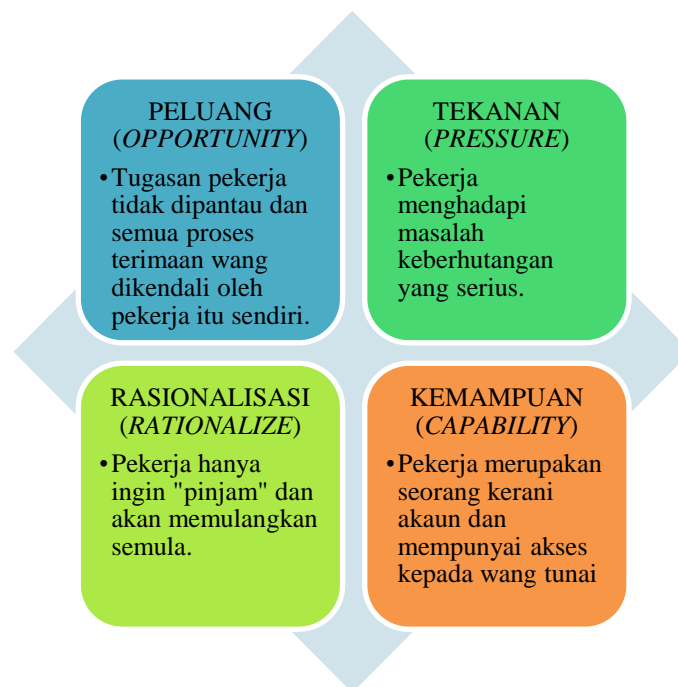 PELUANG
(OPPORTUNITY)
•Tugasan pekerja
tidak dipantau dan
semua proses
terimaan wang
dikendali oleh
pekerja itu sendiri.
TEKANAN
(PRESSURE)
•Pekerja
menghadapi
masalah
keberhutangan
yang serius.
RASIONALISASI
(RATIONALIZE)
•Pekerja hanya
ingin "pinjam" dan
akan memulangkan
semula.
KEMAMPUAN
(CAPABILITY)
•Pekerja merupakan
seorang kerani
akaun dan
mempunyai akses
kepada wang tunai